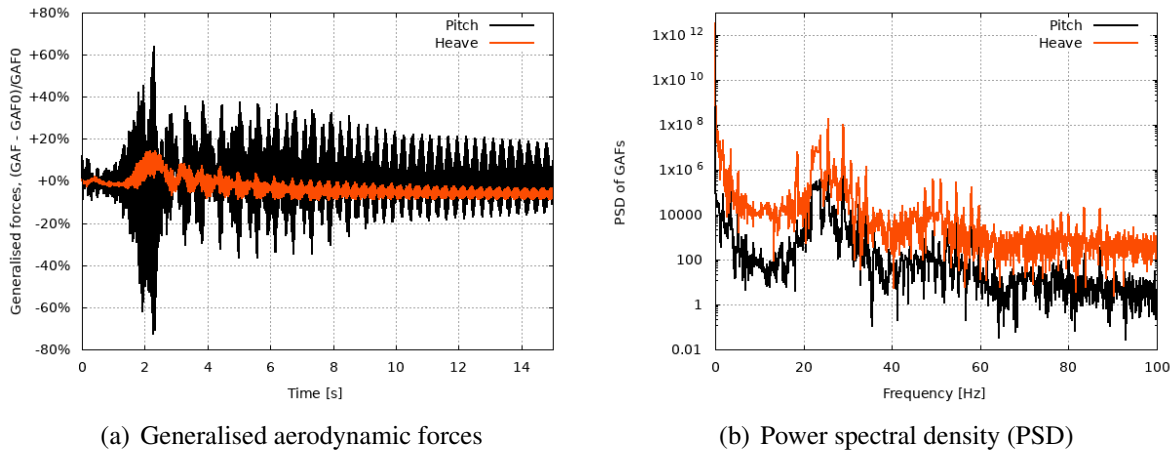 Generalised forces, (GAF - GAF0)/GAF0
+80%
+60%
+40%
+20%
+0%
-20%
-40%
-60%
-80%
0 2 4 6 8 10 12 14
Time [s]
Pitch
Heave
(a) Generalised aerodynamic forces
PSD of GAFs
1x10 12
1x10 10
1x10 8
1x10 6
10000
100
1
0.01
0 20 40 60 80 100
Frequency [Hz]
Pitch
Heave
(b) Power spectral density (PSD)